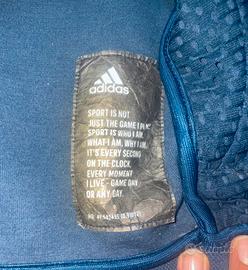 adidas
SPORT IS NOT
JUST THE GAME I PLAY.
SPORT IS WHO I AM.
WHAT I AM, WHY I AM.
IT'S EVERY SECOND
ON THE CLOCK.
EVERY MOMENT
I LIVE - GAME DAY
OR ANY DAY.
subito